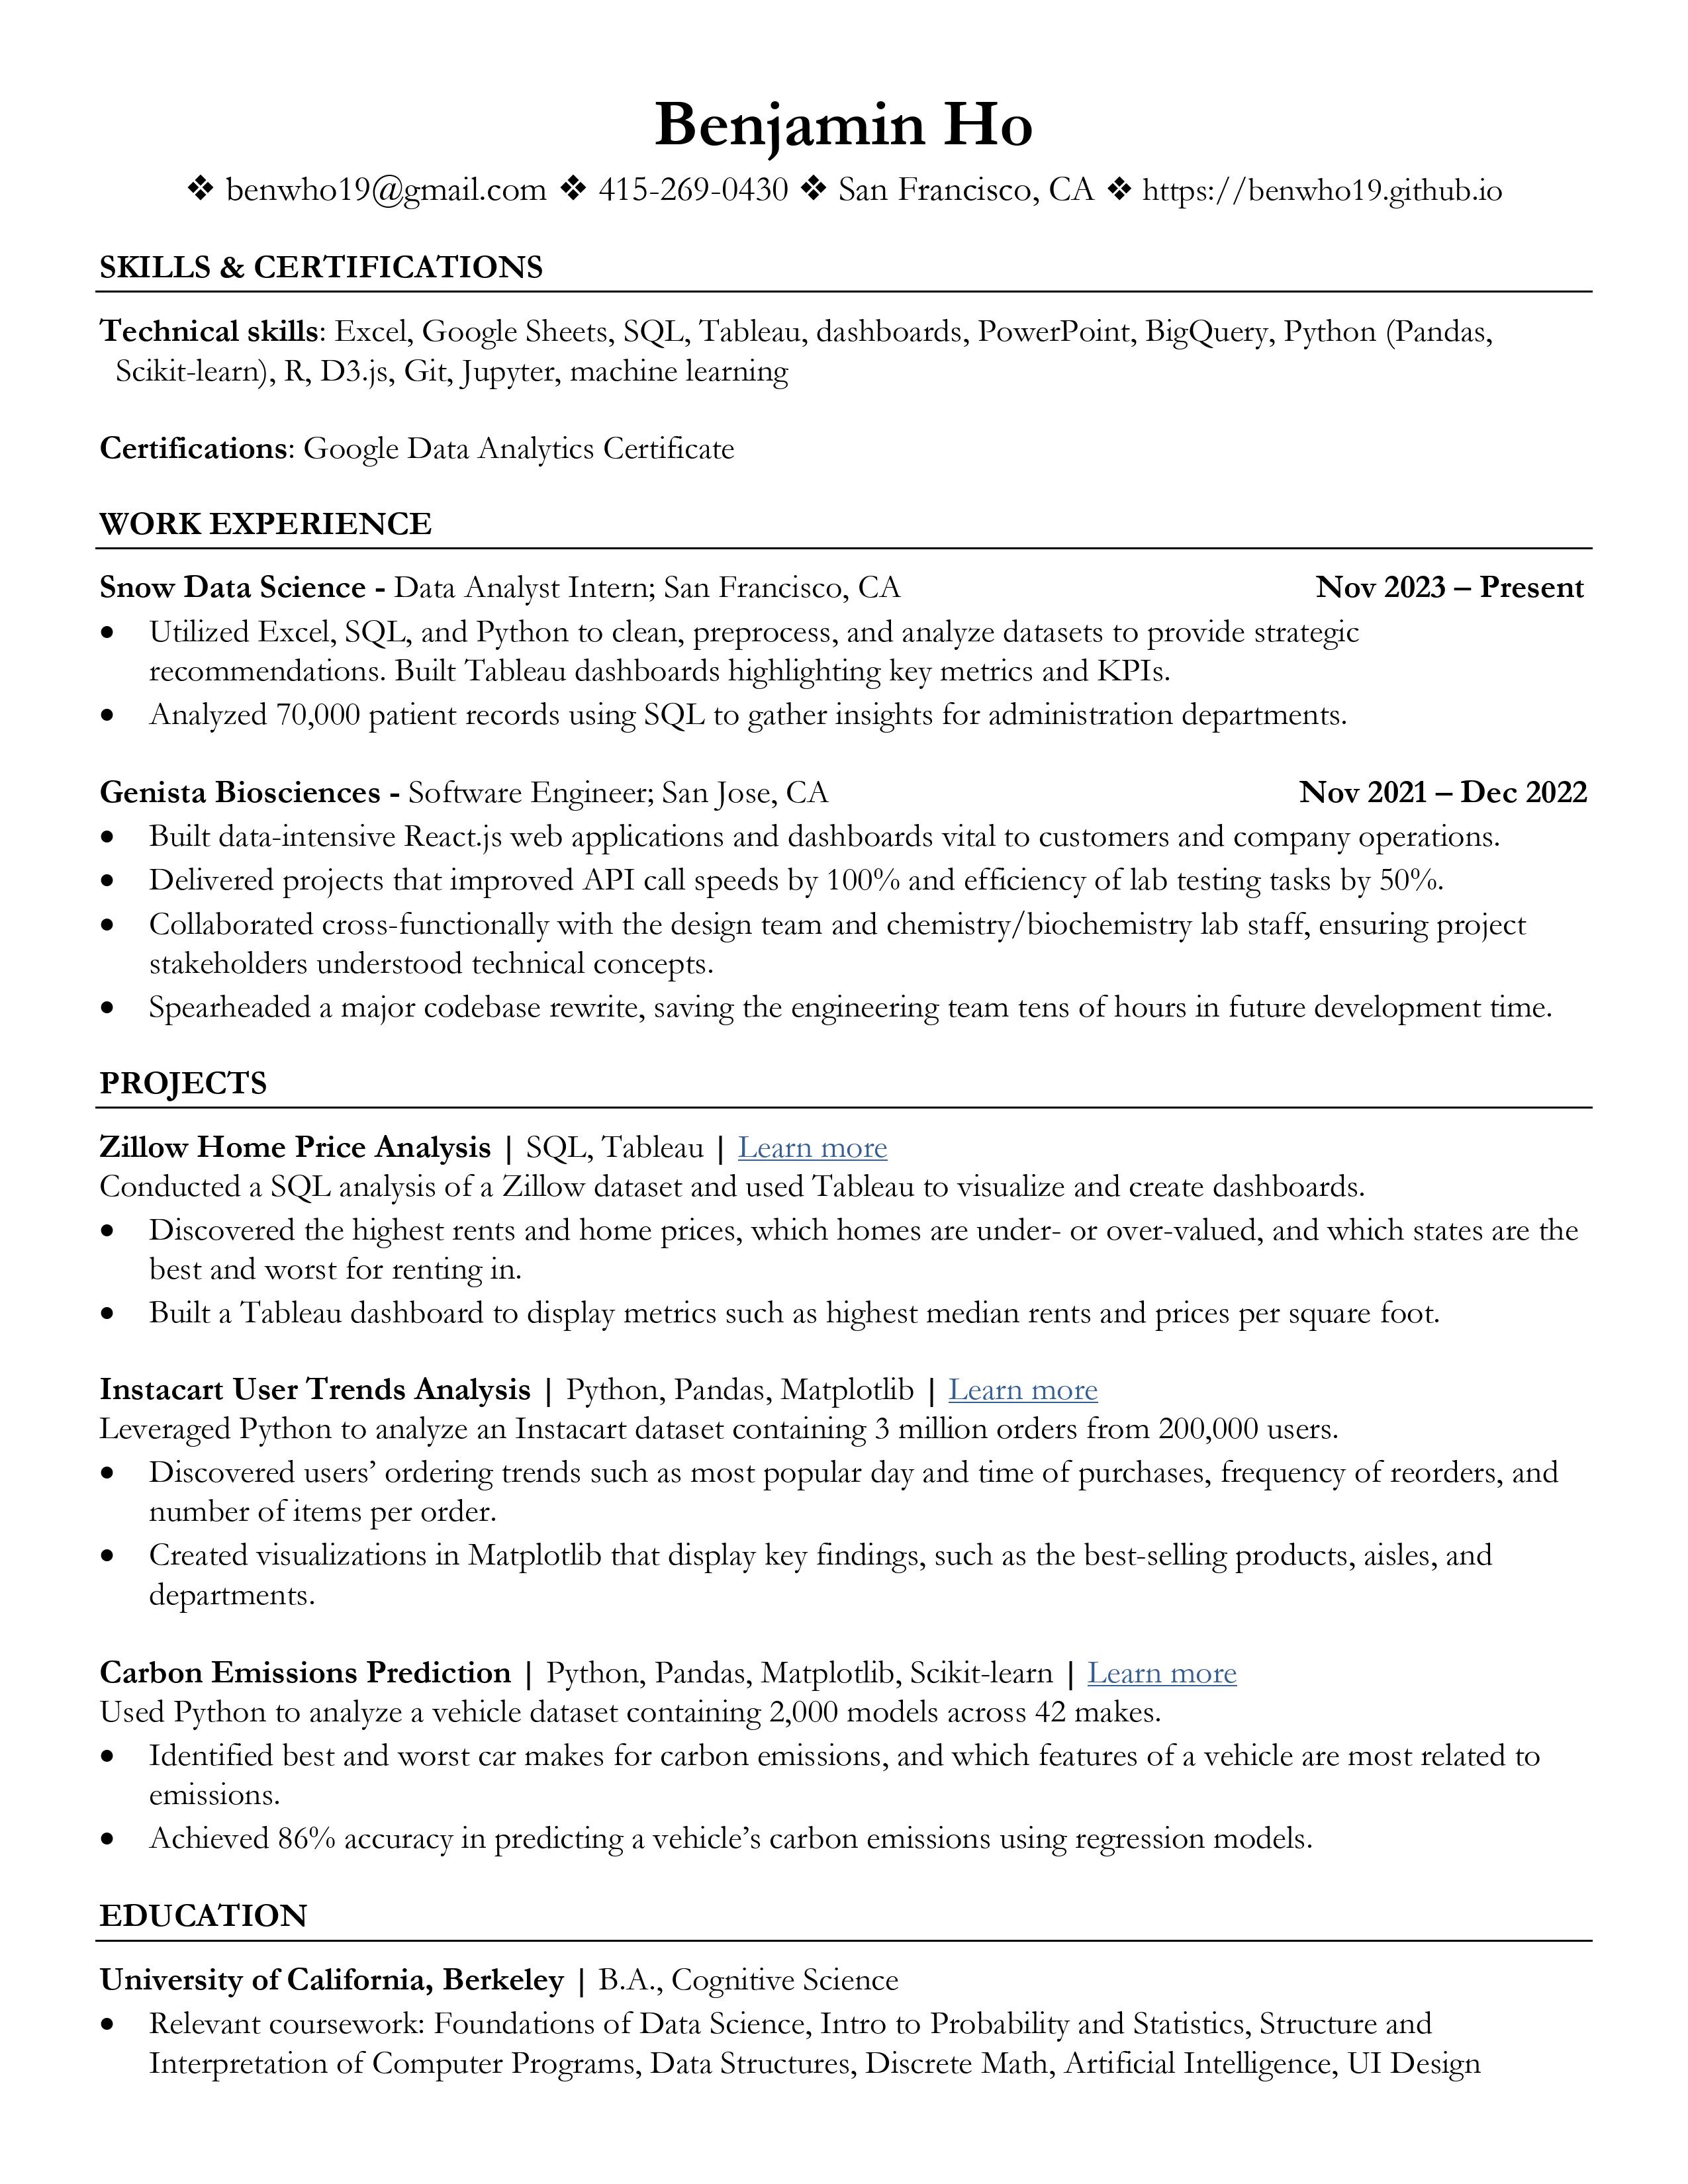 Benjamin Ho
❖ benwho19@gmail.com ❖ 415-269-0430 ❖ San Francisco, CA ❖ https://benwho19.github.io
SKILLS & CERTIFICATIONS
Technical skills: Excel, Google Sheets, SQL, Tableau, dashboards, PowerPoint, BigQuery, Python (Pandas,
Scikit-learn), R, D3.js, Git, Jupyter, machine learning
Certifications: Google Data Analytics Certificate
WORK EXPERIENCE
Snow Data Science - Data Analyst Intern; San Francisco, CA Nov 2023 – Present
• Utilized Excel, SQL, and Python to clean, preprocess, and analyze datasets to provide strategic
recommendations. Built Tableau dashboards highlighting key metrics and KPIs.
• Analyzed 70,000 patient records using SQL to gather insights for administration departments.
Genista Biosciences - Software Engineer; San Jose, CA Nov 2021 – Dec 2022
• Built data-intensive React.js web applications and dashboards vital to customers and company operations.
• Delivered projects that improved API call speeds by 100% and efficiency of lab testing tasks by 50%.
• Collaborated cross-functionally with the design team and chemistry/biochemistry lab staff, ensuring project
stakeholders understood technical concepts.
• Spearheaded a major codebase rewrite, saving the engineering team tens of hours in future development time.
PROJECTS
Zillow Home Price Analysis | SQL, Tableau | Learn more
Conducted a SQL analysis of a Zillow dataset and used Tableau to visualize and create dashboards.
• Discovered the highest rents and home prices, which homes are under- or over-valued, and which states are the
best and worst for renting in.
• Built a Tableau dashboard to display metrics such as highest median rents and prices per square foot.
Instacart User Trends Analysis | Python, Pandas, Matplotlib | Learn more
Leveraged Python to analyze an Instacart dataset containing 3 million orders from 200,000 users.
• Discovered users’ ordering trends such as most popular day and time of purchases, frequency of reorders, and
number of items per order.
• Created visualizations in Matplotlib that display key findings, such as the best-selling products, aisles, and
departments.
Carbon Emissions Prediction | Python, Pandas, Matplotlib, Scikit-learn | Learn more
Used Python to analyze a vehicle dataset containing 2,000 models across 42 makes.
• Identified best and worst car makes for carbon emissions, and which features of a vehicle are most related to
emissions.
• Achieved 86% accuracy in predicting a vehicle’s carbon emissions using regression models.
EDUCATION
University of California, Berkeley | B.A., Cognitive Science
• Relevant coursework: Foundations of Data Science, Intro to Probability and Statistics, Structure and
Interpretation of Computer Programs, Data Structures, Discrete Math, Artificial Intelligence, UI Design